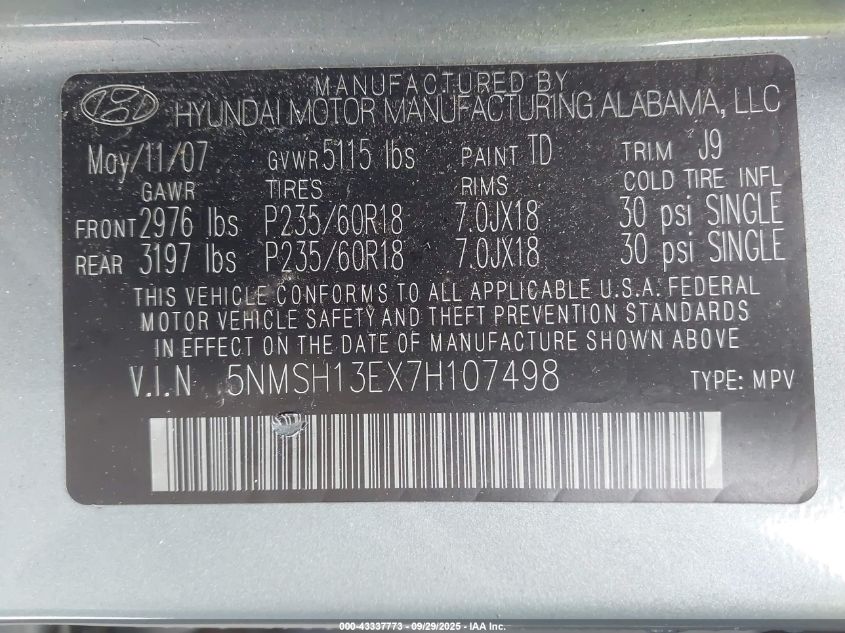 MANUFACTURED BY
HYUNDAI MOTOR MANUFACTURING ALABAMA, LLC
May/11/07 GVWR 5115 lbs PAINT TD TRIM J9
GAWR TIRES RIMS COLD TIRE INFL
FRONT 2976 lbs P235/60R18 7.0JX18 30 psi SINGLE
REAR 3197 lbs P235/60R18 7.0JX18 30 psi SINGLE
THIS VEHICLE CONFORMS TO ALL APPLICABLE U.S.A. FEDERAL
MOTOR VEHICLE SAFETY AND THEFT PREVENTION STANDARDS
IN EFFECT ON THE DATE OF MANUFACTURE SHOWN ABOVE
V.I.N 5NMSH13EX7H107498 TYPE: MPV
000-43337773 - 09/29/2025 - IAA Inc.